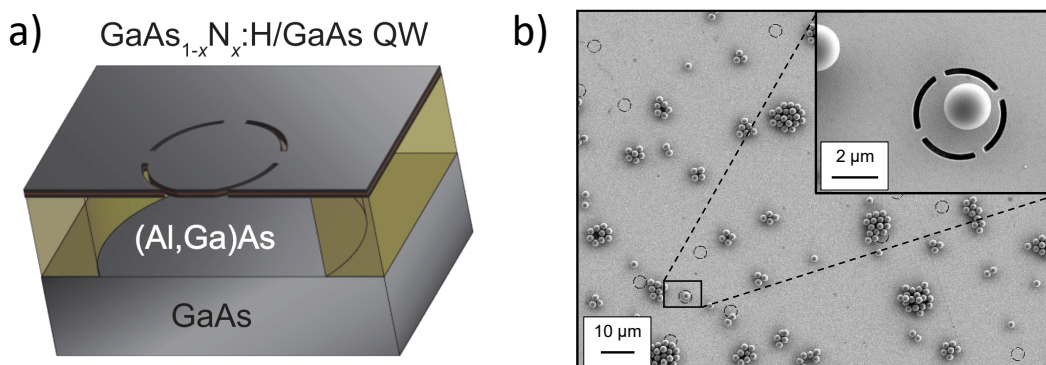 a)
GaAs1-xNx:H/GaAs QW
(Al,Ga)As
GaAs
b)
2 µm
10 µm